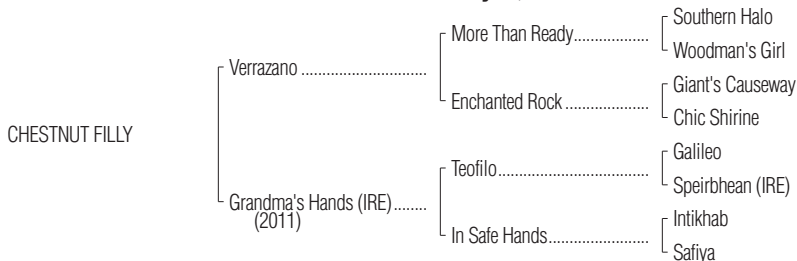 Southern Halo
More Than Ready..................
Woodman's Girl
Verrazano .............................
Giant's Causeway
Enchanted Rock ...................
Chic Shirine
CHESTNUT FILLY
Galileo
Teofilo...................................
Speirbhean (IRE)
Grandma's Hands (IRE)........
(2011)
Intikhab
In Safe Hands.......................
Safiya